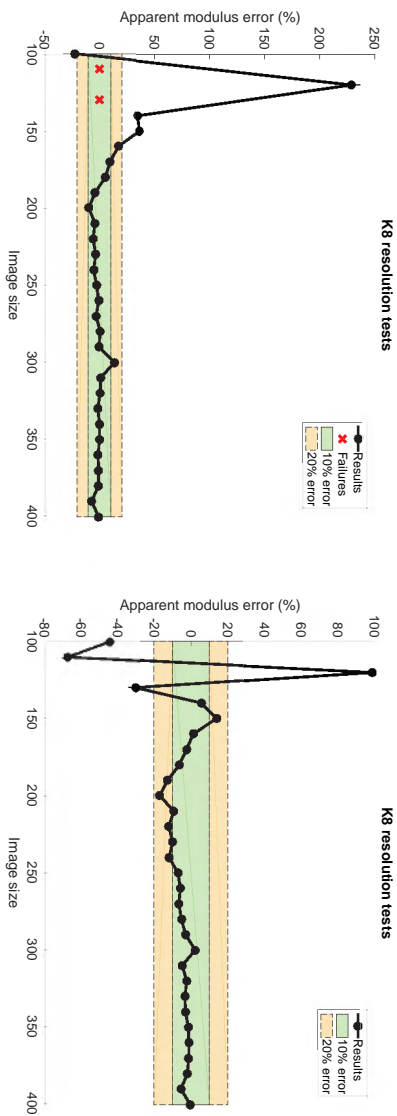 K8 resolution tests
Apparent modulus error (%)
250
200
150
100
50
0
-50
100
150
200
250
300
350
400
Image size
Results
Failures
10% error
20% error
K8 resolution tests
Apparent modulus error (%)
100
80
60
40
20
0
-20
-40
-60
-80
100
150
200
250
300
350
400
Image size
Results
10% error
20% error